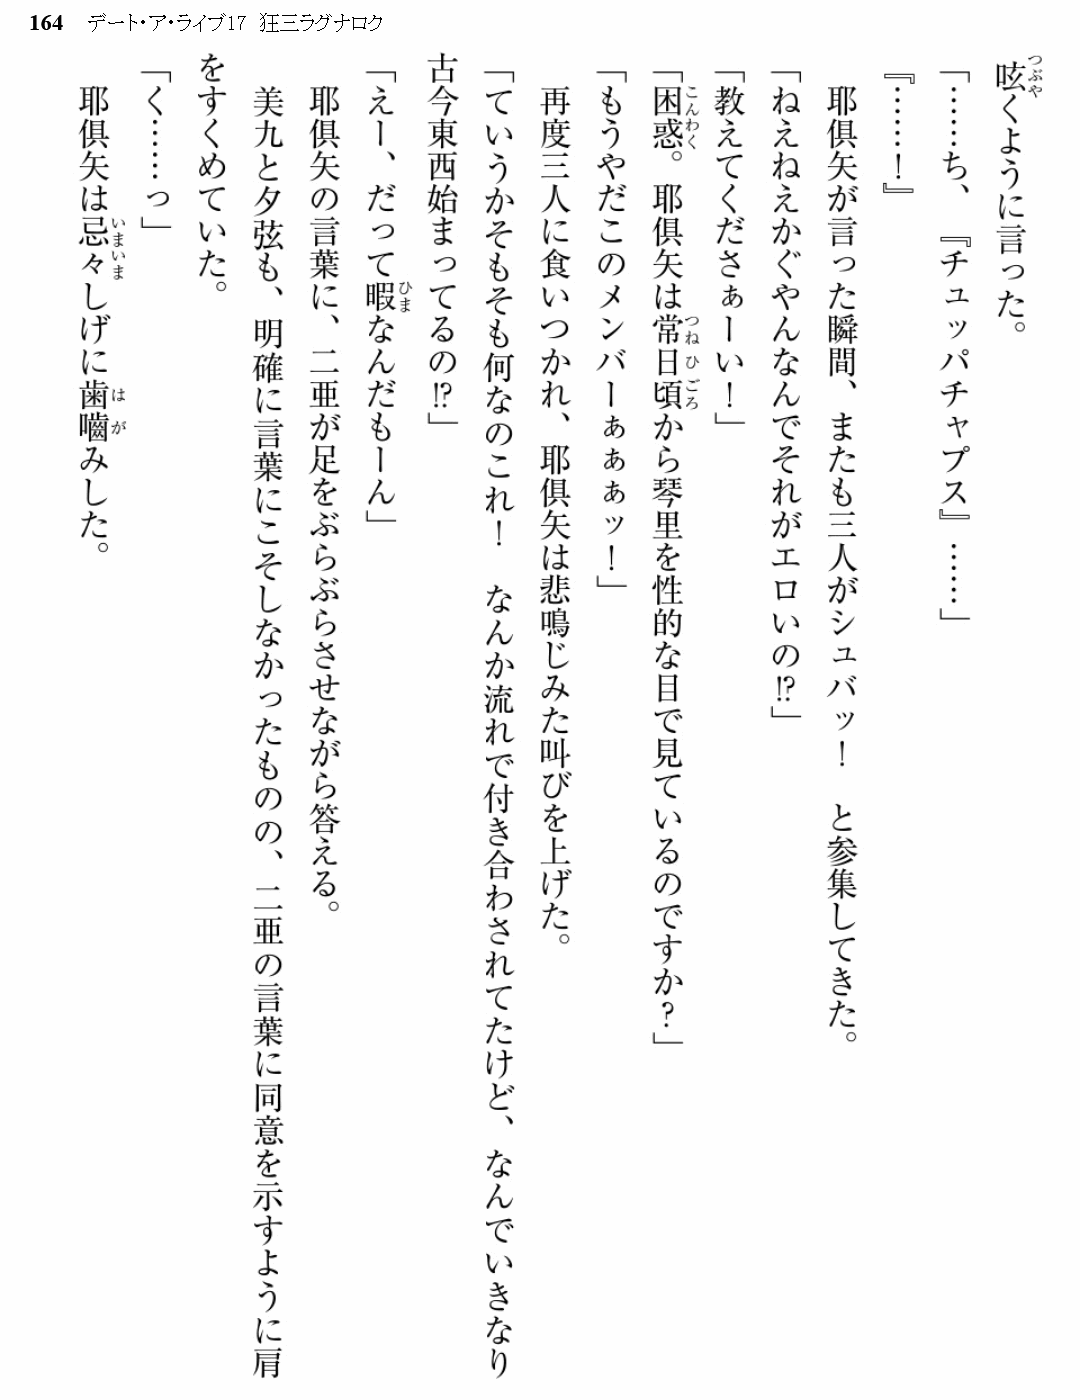 164 デート・ア・ライブ17 狂三ラグナロク
呟くように言った。
「……ち、『チュッパチャプス』……」
『……！』
耶倶矢が言った瞬間、またも三人がシュバッ！　と参集してきた。
「ねえねえかぐやんなんでそれがエロいの!?」
「教えてくださぁーい！」
「困惑。耶倶矢は常日頃から琴里を性的な目で見ているのですか？」
「もうやだこのメンバーぁぁぁッ！」
再度三人に食いつかれ、耶倶矢は悲鳴じみた叫びを上げた。
「ていうかそもそも何なのこれ！　なんか流れで付き合わされてたけど、なんでいきなり
古今東西始まってるの!?」
「えー、だって暇なんだもーん」
耶倶矢の言葉に、二亜が足をぶらぶらさせながら答える。
美九と夕弦も、明確に言葉にこそしなかったものの、二亜の言葉に同意を示すように肩
をすくめていた。
「く……っ」
耶倶矢は忌々しげに歯嚙みした。